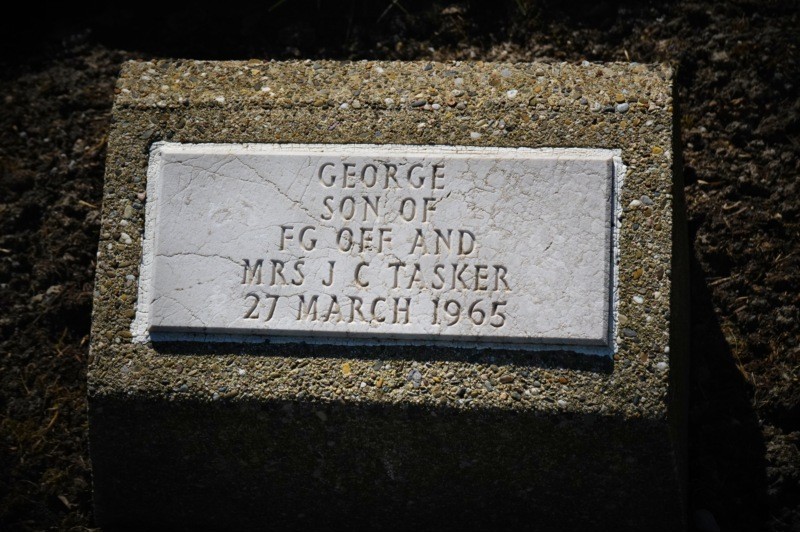 GEORGE
SON OF
FG OFF AND
MRS J C TASKER
27 MARCH 1965